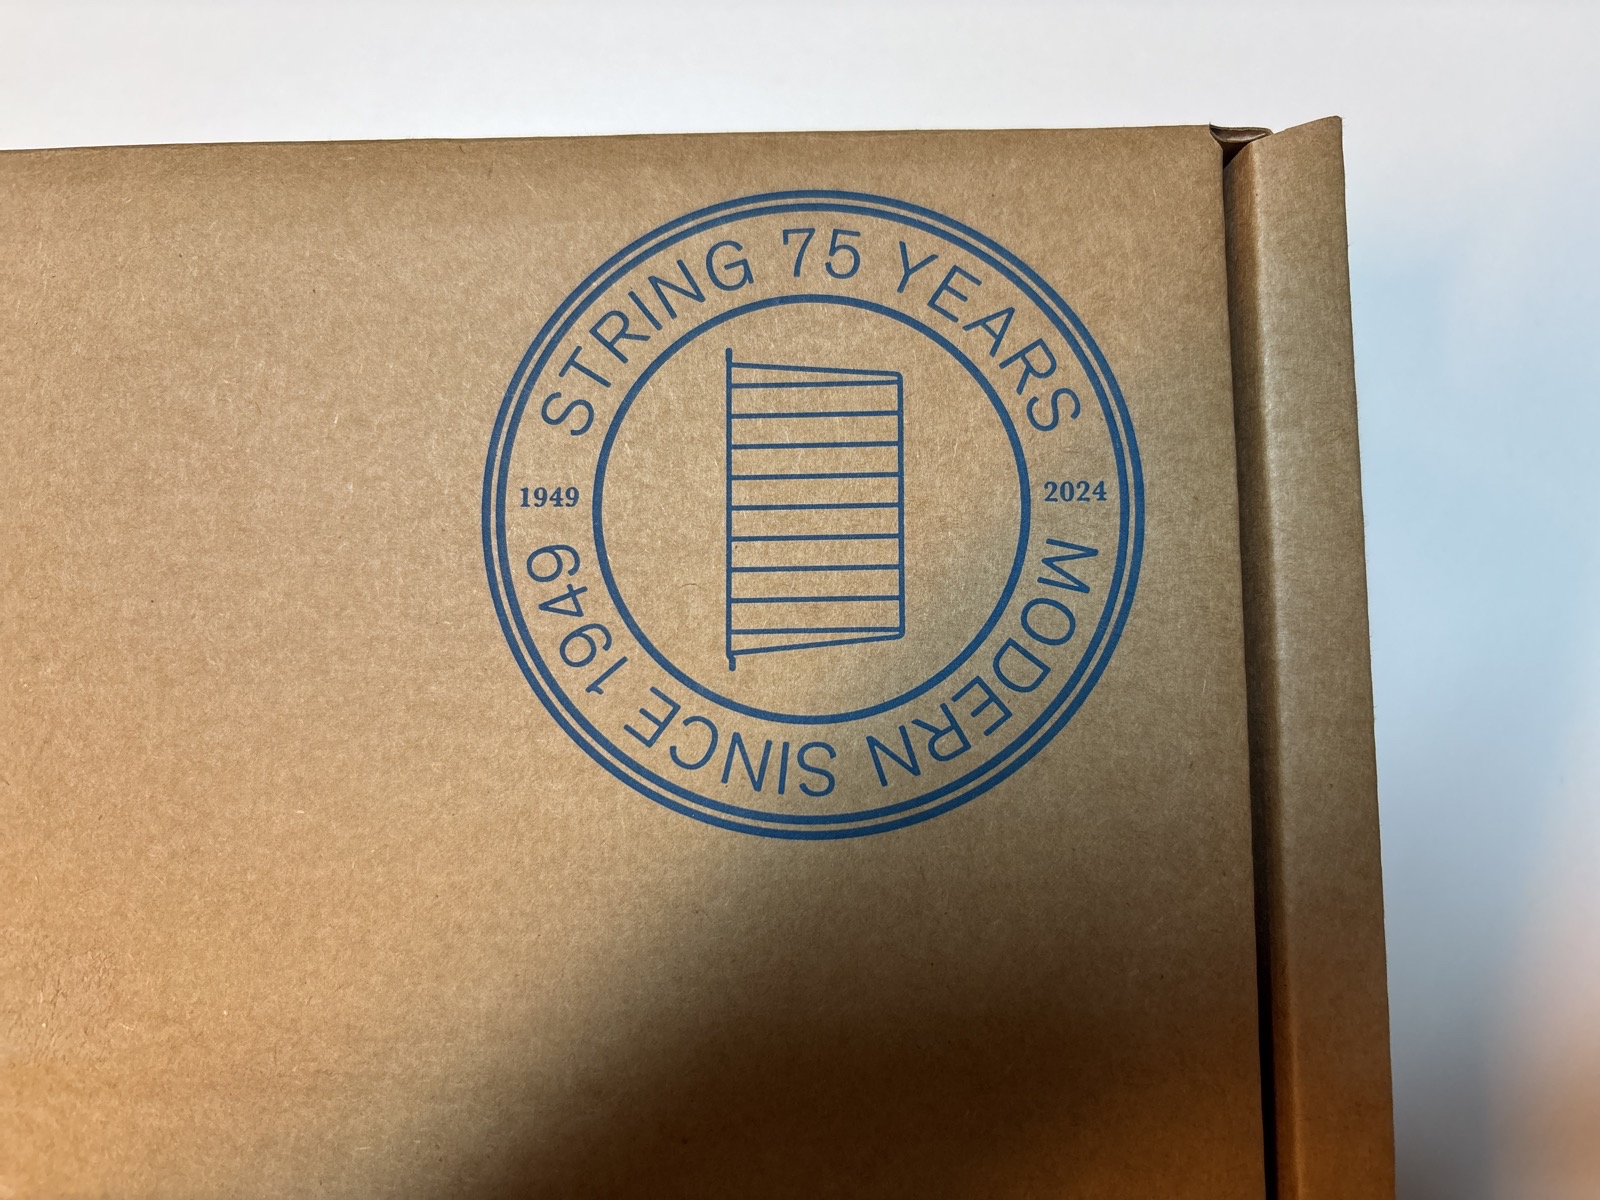 STRING 75 YEARS
1949
2024
MODERN SINCE 1949